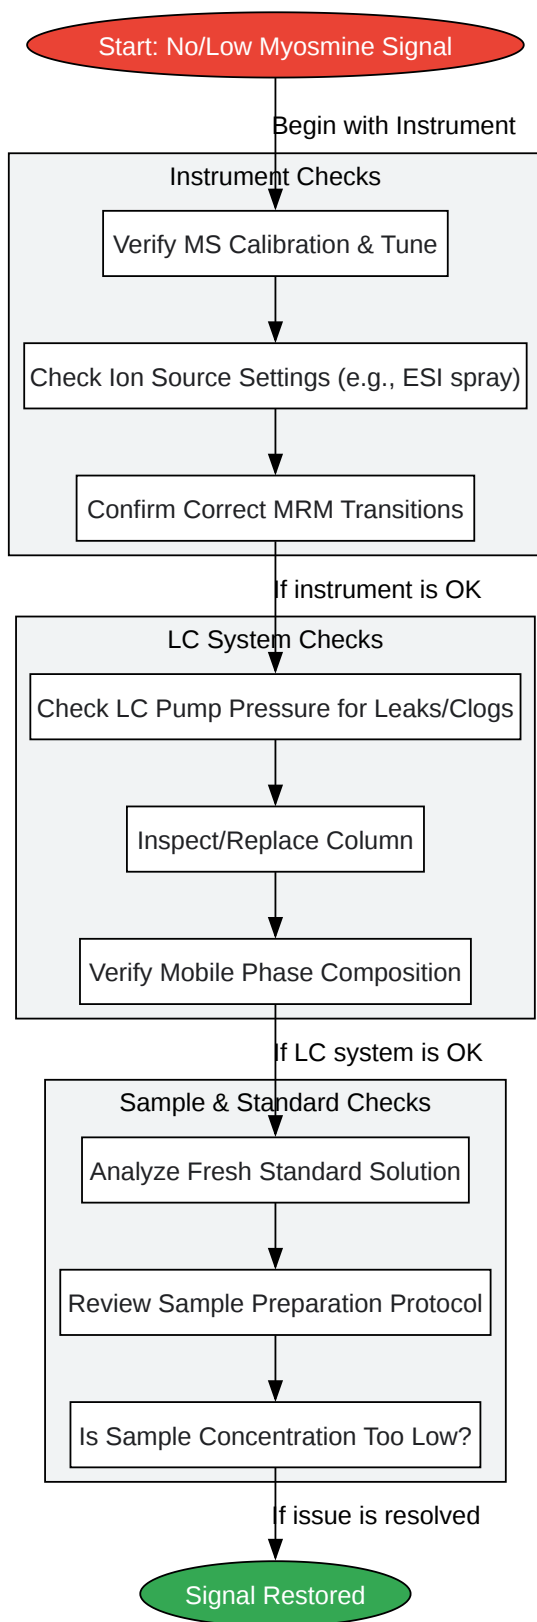 Start: No/Low Myosmine Signal
Begin with Instrument
Instrument Checks
Verify MS Calibration & Tune
Check Ion Source Settings (e.g., ESI spray)
Confirm Correct MRM Transitions
If instrument is OK
LC System Checks
Check LC Pump Pressure for Leaks/Clogs
Inspect/Replace Column
Verify Mobile Phase Composition
If LC system is OK
Sample & Standard Checks
Analyze Fresh Standard Solution
Review Sample Preparation Protocol
Is Sample Concentration Too Low?
If issue is resolved
Signal Restored